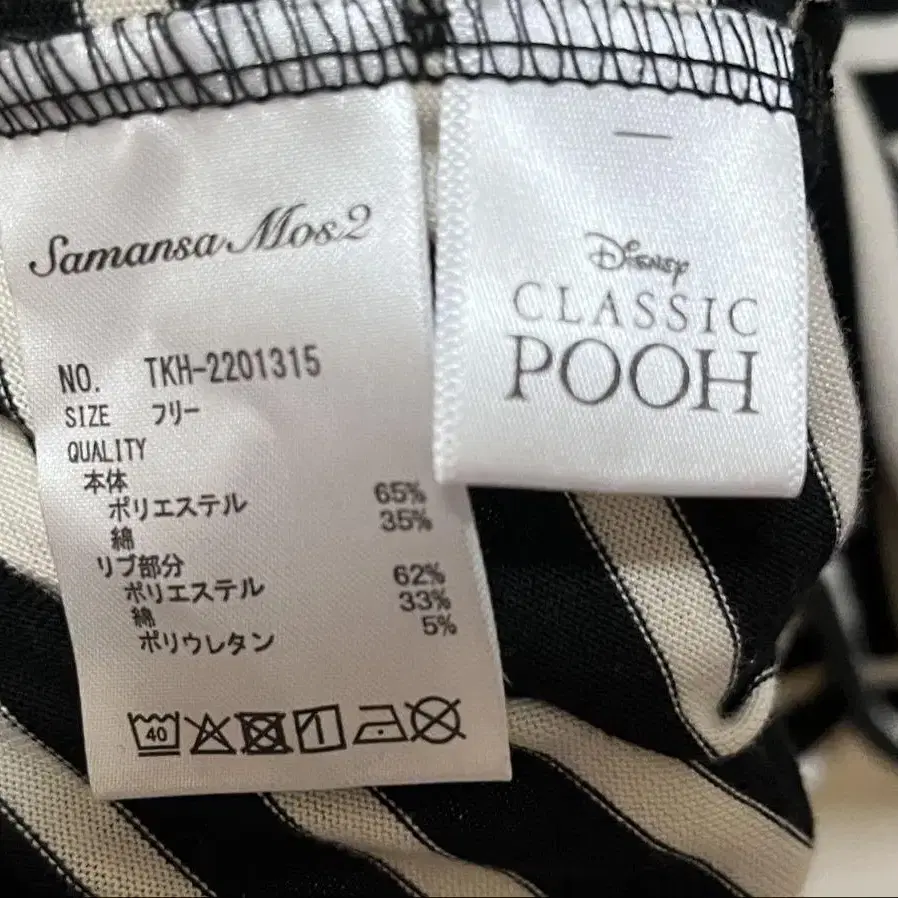 Samansa Mos2
NO. TKH-2201315
SIZE フリー
QUALITY
本体
ポリエステル 65%
綿 35%
リブ部分
ポリエステル 62%
綿 33%
ポリウレタン 5%
40
Disney
CLASSIC
POOH